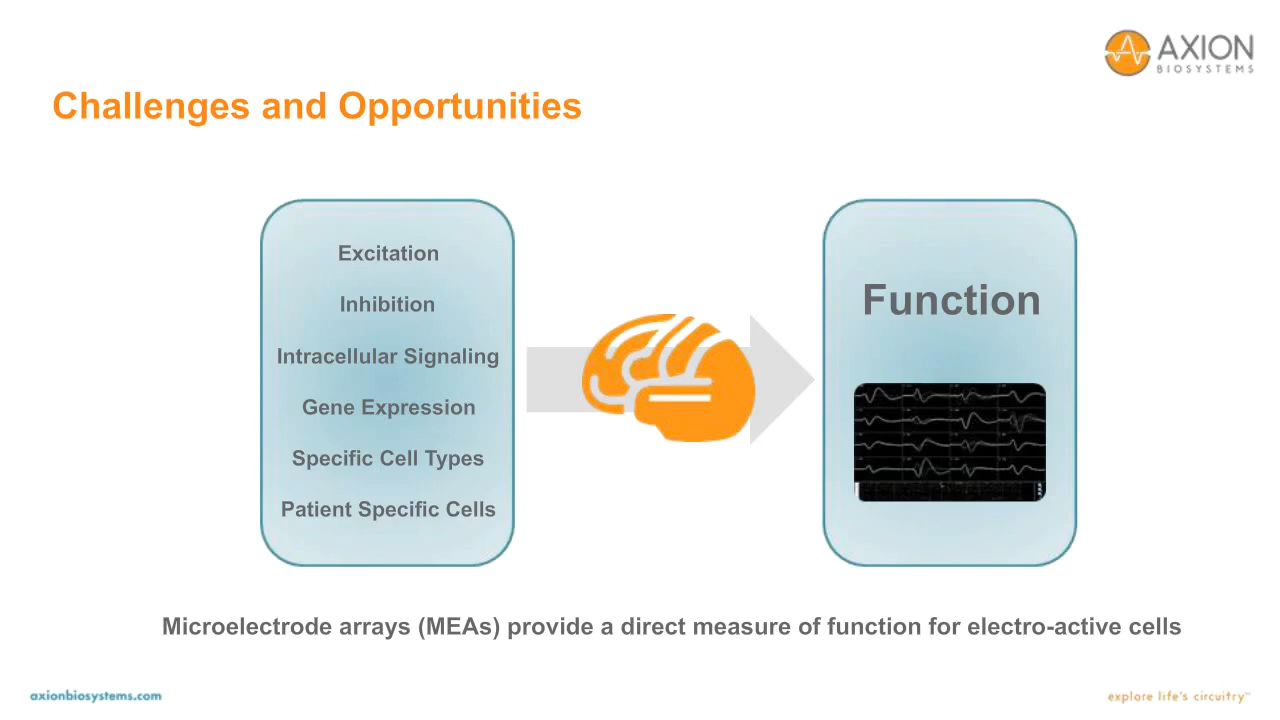 AXION
BIOSYSTEMS
Challenges and Opportunities
Excitation
Inhibition
Intracellular Signaling
Gene Expression
Specific Cell Types
Patient Specific Cells
Function
Microelectrode arrays (MEAs) provide a direct measure of function for electro-active cells
axionbiosystems.com
explore life's circuitry™